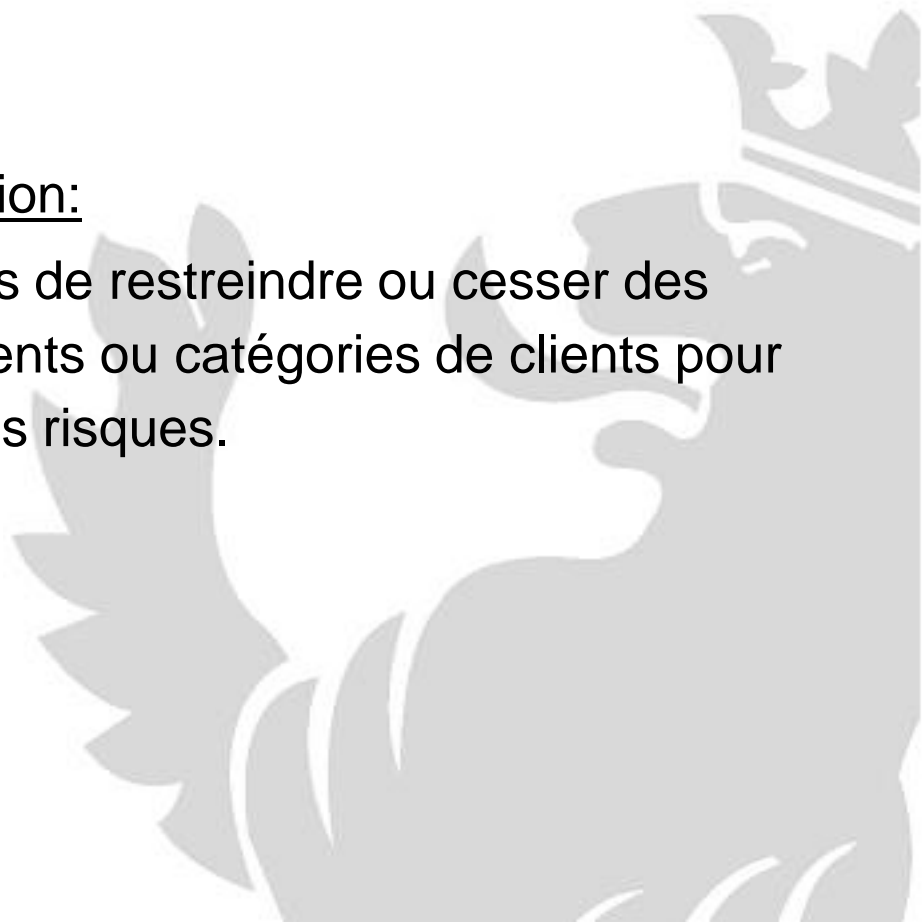 ion:
s de restreindre ou cesser des
ents ou catégories de clients pour
s risques.